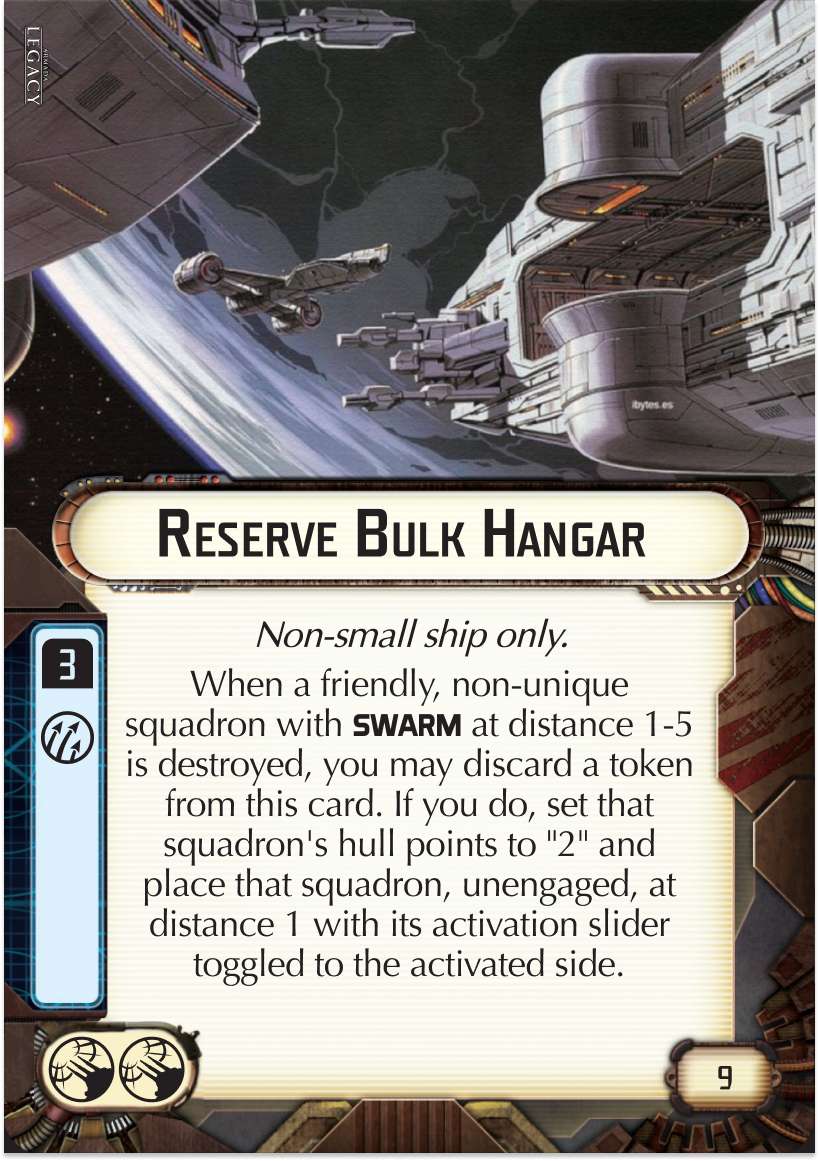 ARMADA
LEGACY
ibytes.es
RESERVE BULK HANGAR
3
Non-small ship only.
When a friendly, non-unique
squadron with SWARM at distance 1-5
is destroyed, you may discard a token
from this card. If you do, set that
squadron's hull points to "2" and
place that squadron, unengaged, at
distance 1 with its activation slider
toggled to the activated side.
9